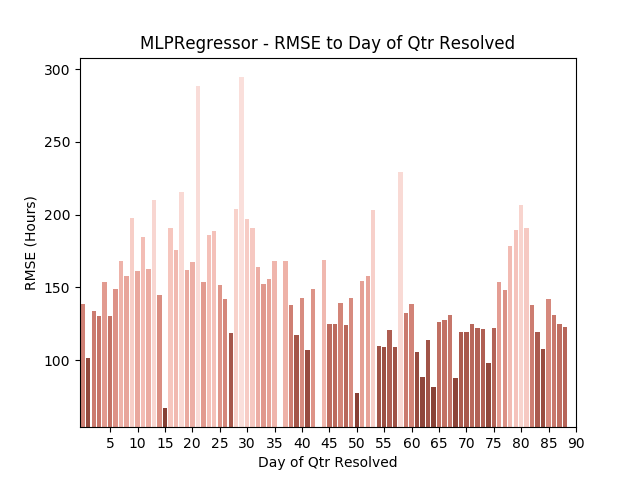 MLPRegressor - RMSE to Day of Qtr Resolved
300
250
200
150
100
RMSE (Hours)
5 10 15 20 25 30 35 40 45 50 55 60 65 70 75 80 85 90
Day of Qtr Resolved